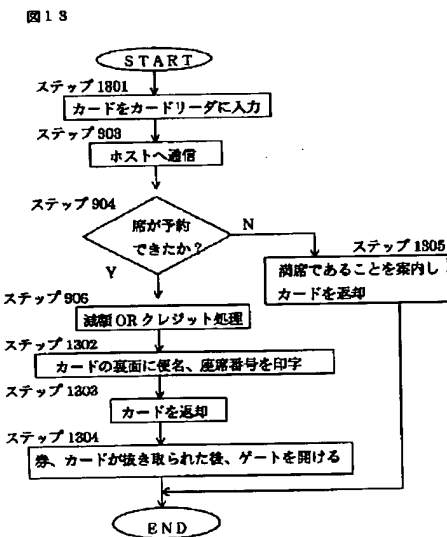 図13
START
ステップ1301
カードをカードリーダに入力
ステップ903
ホストへ通信
ステップ904
席が予約
できたか?
N
Y
ステップ1305
満席であることを案内し
カードを返却
ステップ906
減額ORクレジット処理
ステップ1302
カードの裏面に便名、座席番号を印字
ステップ1303
カードを返却
ステップ1304
券、カードが抜き取られた後、ゲートを開ける
END